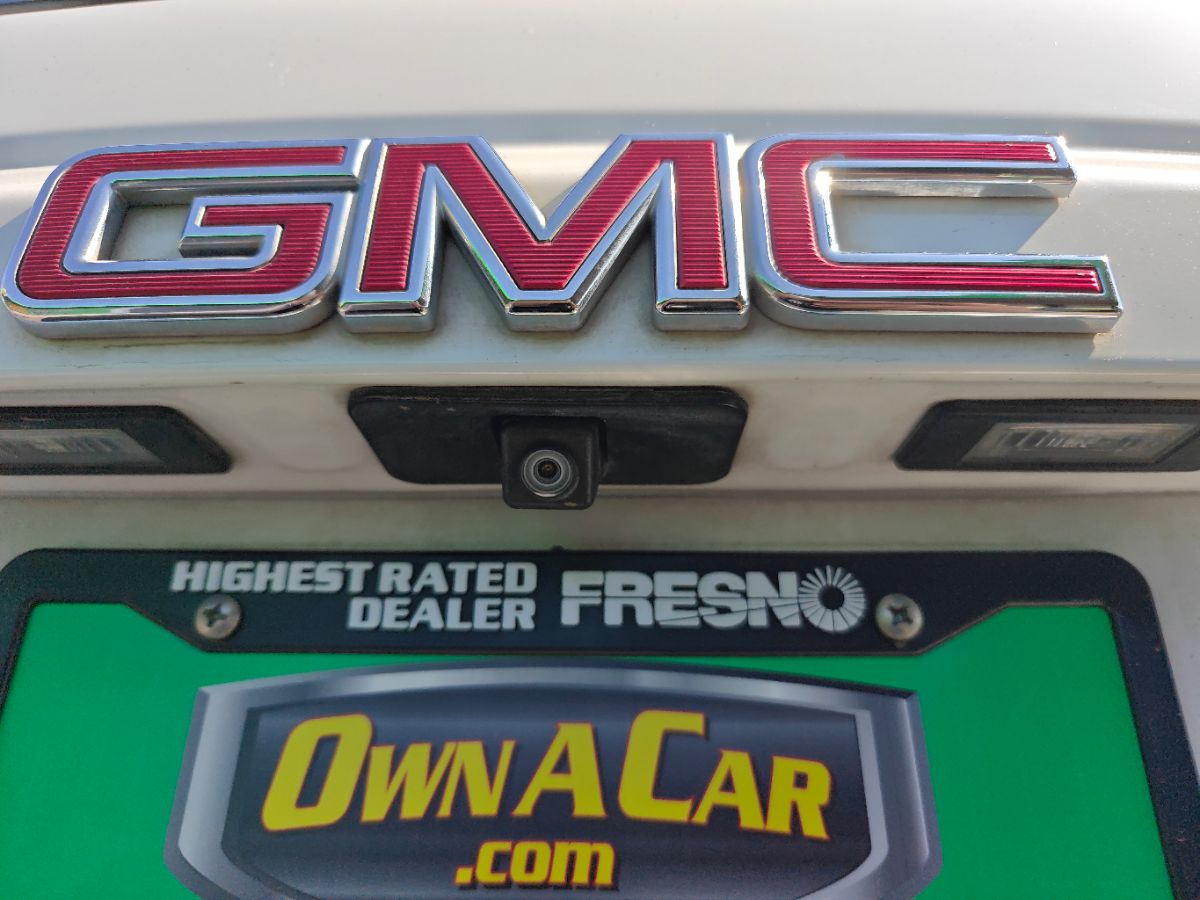 GMC
HIGHEST RATED
DEALER
FRESNO
OWNACAR
.com